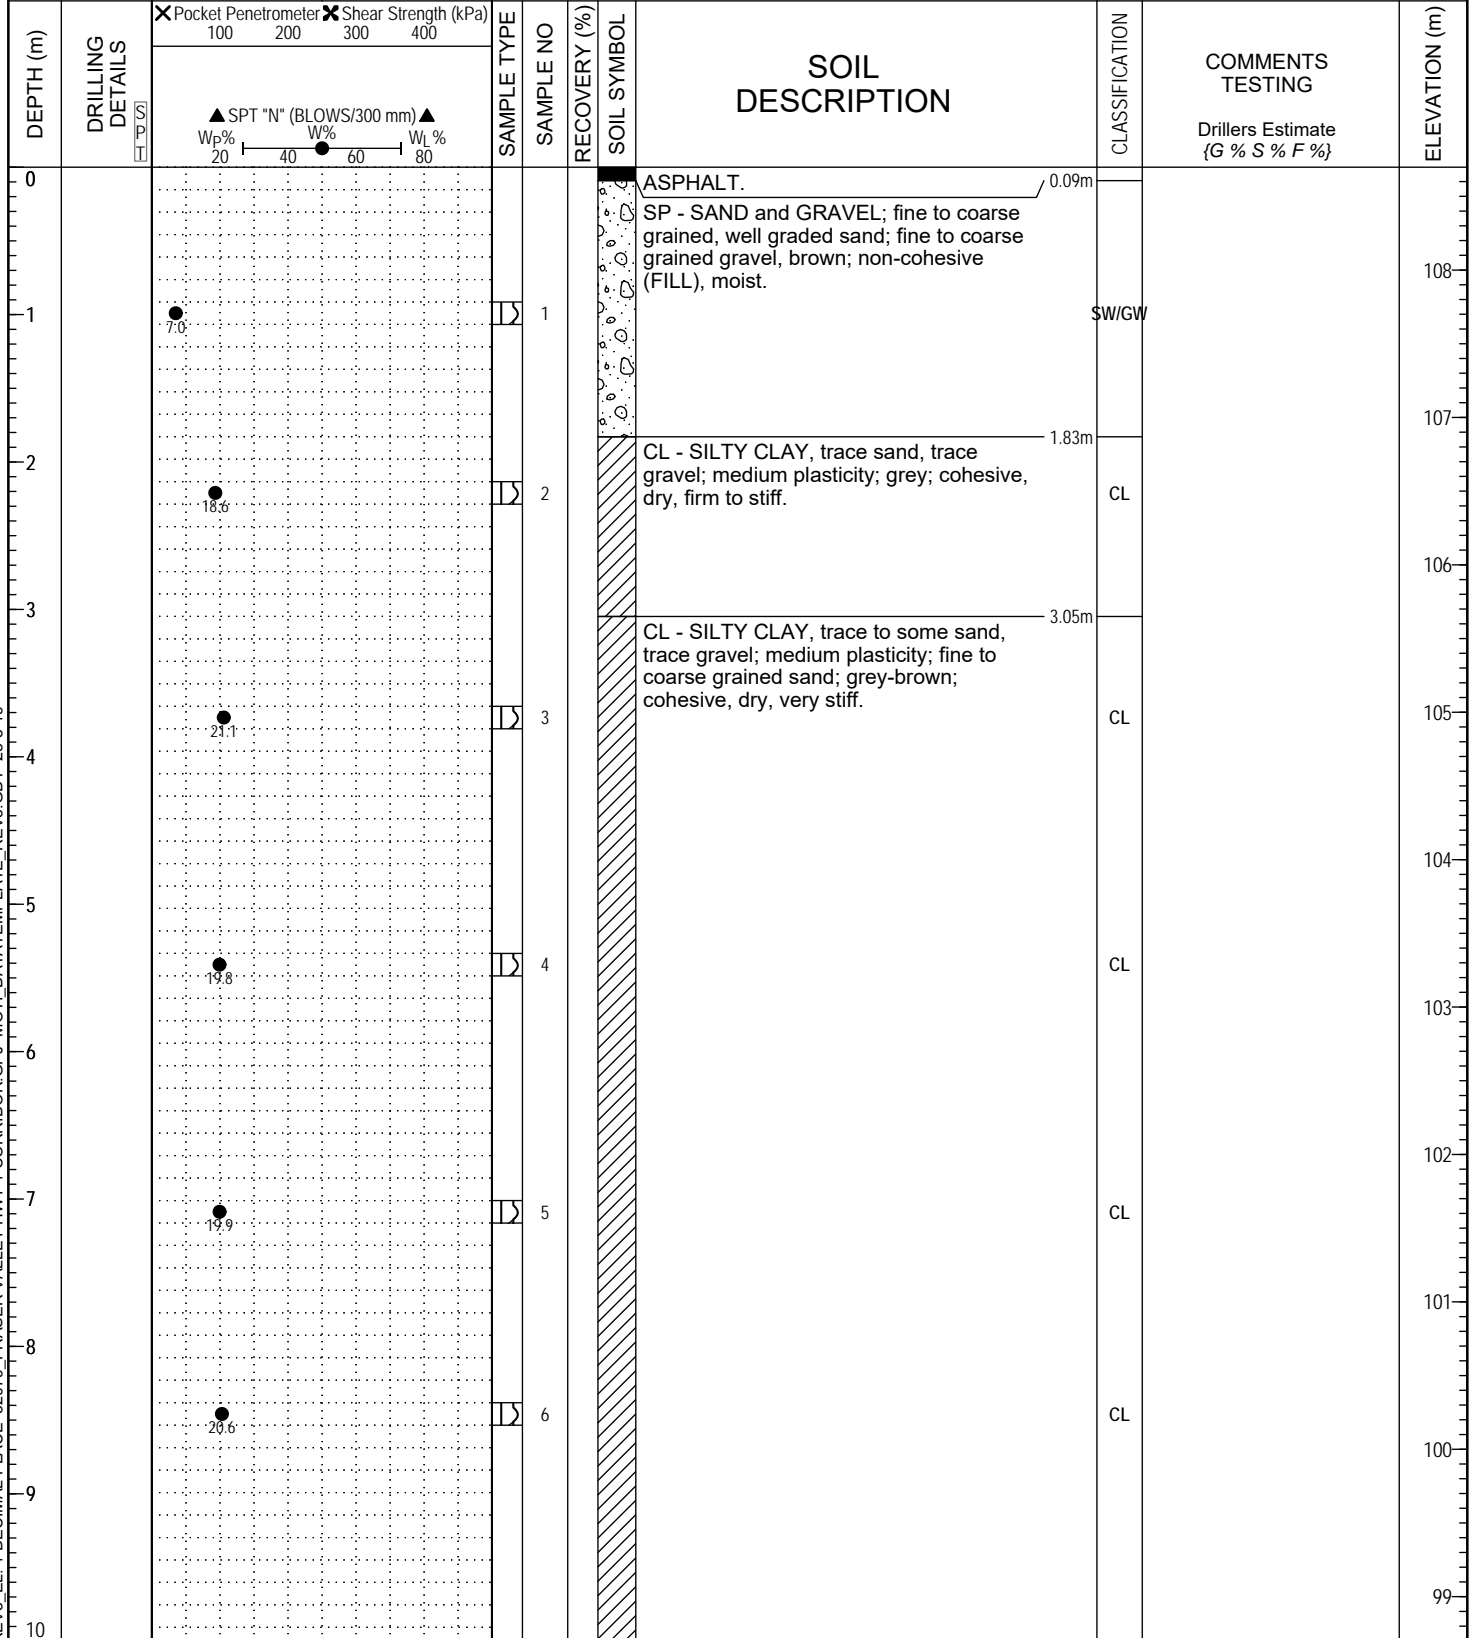 DEPTH (m)
DRILLING
DETAILS
SPT
Pocket Penetrometer Shear Strength (kPa)
100 200 300 400
SPT "N" (BLOWS/300 mm)
WP% W% WL%
20 40 60 80
SAMPLE TYPE
SAMPLE NO
RECOVERY (%)
SOIL SYMBOL
SOIL
DESCRIPTION
CLASSIFICATION
COMMENTS
TESTING
Drillers Estimate
{G % S % F %}
ELEVATION (m)
0
ASPHALT. 0.09m
SP - SAND and GRAVEL; fine to coarse
grained, well graded sand; fine to coarse
grained gravel, brown; non-cohesive
(FILL), moist.
108
1
7.0
1
SW/GW
107
1.83m
CL - SILTY CLAY, trace sand, trace
gravel; medium plasticity; grey; cohesive,
dry, firm to stiff.
2
18.6
2
CL
106
3
3.05m
CL - SILTY CLAY, trace to some sand,
trace gravel; medium plasticity; fine to
coarse grained sand; grey-brown;
cohesive, dry, very stiff.
21.1
3
CL
105
4
104
5
19.8
4
CL
103
6
102
7
19.9
5
CL
101
8
20.6
6
CL
100
9
99
10